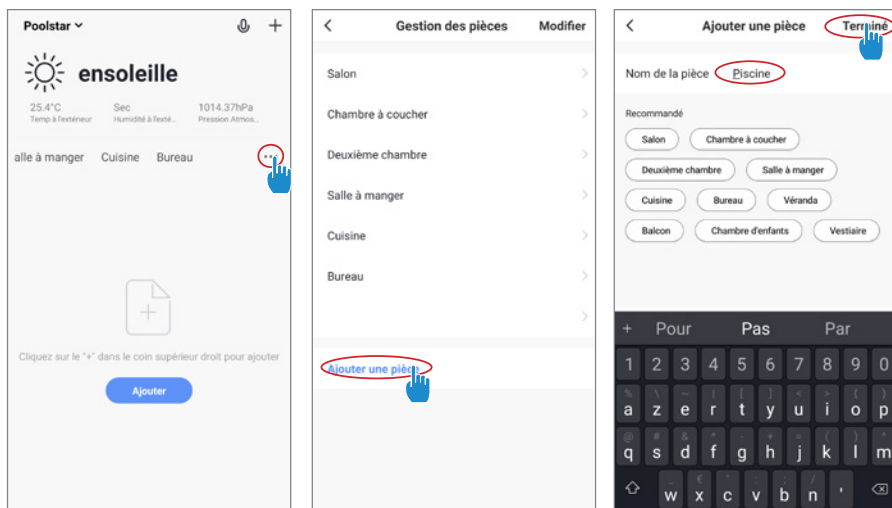 Poolstar
ensoleille
25.4°C Sec 1014.37hPa
Temp à l'extérieur Humidité à l'exté... Pression Atmos...
alle à manger Cuisine Bureau ...
Cliquez sur le "+" dans le coin supérieur droit pour ajouter
Ajouter
Gestion des pièces Modifier
Salon
Chambre à coucher
Deuxième chambre
Salle à manger
Cuisine
Bureau
Ajouter une pièce
Ajouter une pièce Terminé
Nom de la pièce Piscine
Recommandé
Salon Chambre à coucher
Deuxième chambre Salle à manger
Cuisine Bureau Véranda
Balcon Chambre d'enfants Vestiaire
+ Pour Pas Par
1 2 3 4 5 6 7 8 9 0
a z e r t y u i o p
q s d f g h j k l m
w x c v b n '